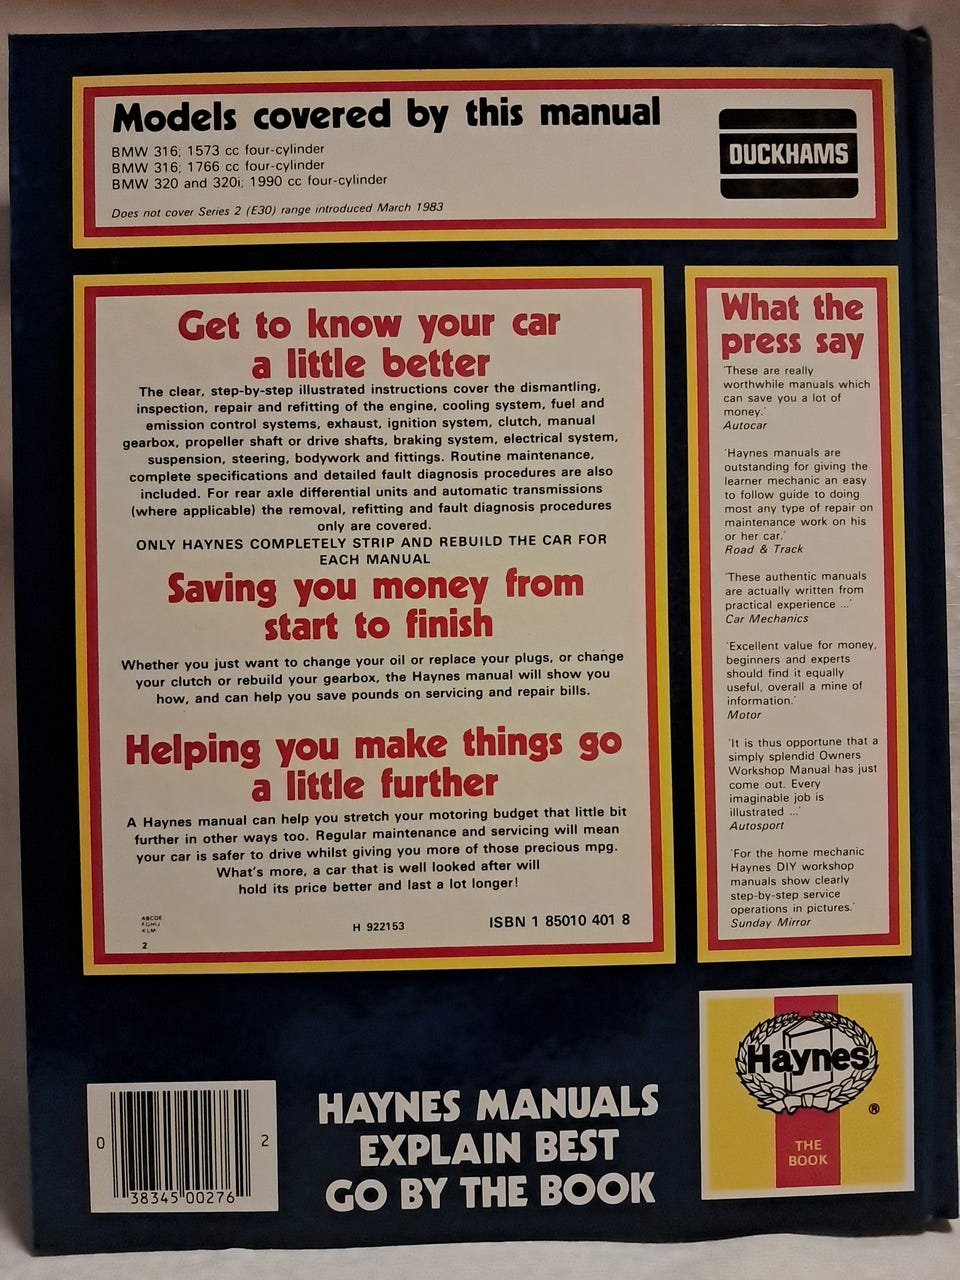 Models covered by this manual
BMW 316; 1573 cc four-cylinder
BMW 316; 1766 cc four-cylinder
BMW 320 and 320i; 1990 cc four-cylinder
Does not cover Series 2 (E30) range introduced March 1983
DUCKHAMS
Get to know your car
a little better
The clear, step-by-step illustrated instructions cover the dismantling,
inspection, repair and refitting of the engine, cooling system, fuel and
emission control systems, exhaust, ignition system, clutch, manual
gearbox, propeller shaft or drive shafts, braking system, electrical system,
suspension, steering, bodywork and fittings. Routine maintenance,
complete specifications and detailed fault diagnosis procedures are also
included. For rear axle differential units and automatic transmissions
(where applicable) the removal, refitting and fault diagnosis procedures
only are covered.
ONLY HAYNES COMPLETELY STRIP AND REBUILD THE CAR FOR
EACH MANUAL
Saving you money from
start to finish
Whether you just want to change your oil or replace your plugs, or change
your clutch or rebuild your gearbox, the Haynes manual will show you
how, and can help you save pounds on servicing and repair bills.
Helping you make things go
a little further
A Haynes manual can help you stretch your motoring budget that little bit
further in other ways too. Regular maintenance and servicing will mean
your car is safer to drive whilst giving you more of those precious mpg.
What's more, a car that is well looked after will
hold its price better and last a lot longer!
ABCDE
FGHIJ
KLM
2
H 922153
ISBN 1 85010 401 8
What the
press say
'These are really
worthwhile manuals which
can save you a lot of
money.'
Autocar
'Haynes manuals are
outstanding for giving the
learner mechanic an easy
to follow guide to doing
most any type of repair on
maintenance work on his
or her car.'
Road & Track
'These authentic manuals
are actually written from
practical experience ...'
Car Mechanics
'Excellent value for money,
beginners and experts
should find it equally
useful, overall a mine of
information.'
Motor
'It is thus opportune that a
simply splendid Owners
Workshop Manual has just
come out. Every
imaginable job is
illustrated ...'
Autosport
'For the home mechanic
Haynes DIY workshop
manuals show clearly
step-by-step service
operations in pictures.'
Sunday Mirror
0 38345 00276 2
HAYNES MANUALS
EXPLAIN BEST
GO BY THE BOOK
Haynes
®
THE
BOOK